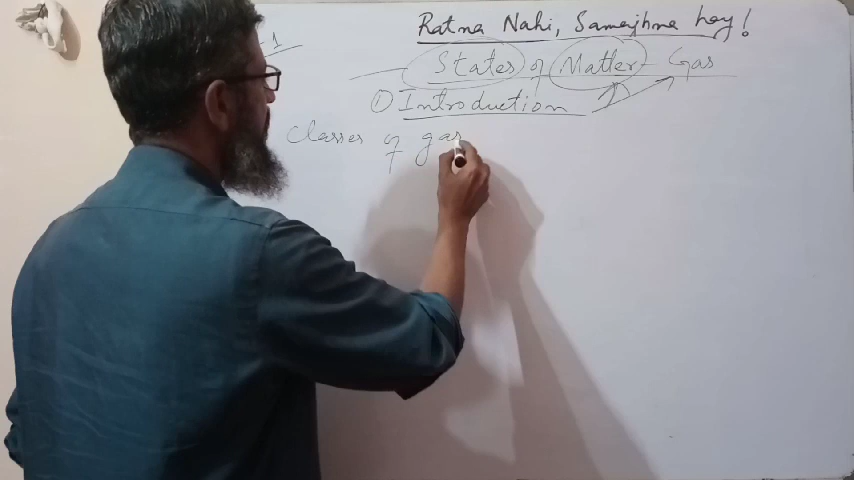 Ratna Nahi, Samajhna hay!
-1
States of Matter - Gas
① Introduction
Classes of gas